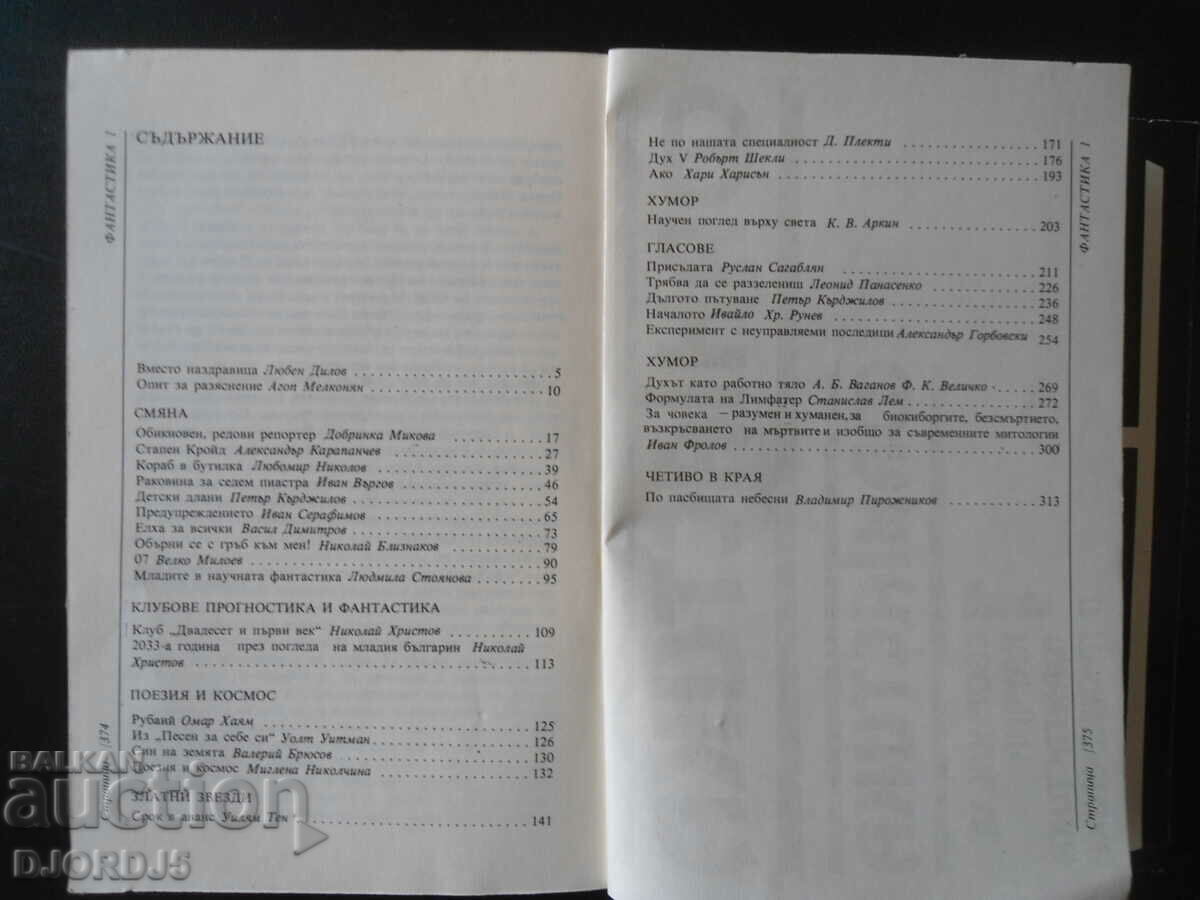 ФАНТАСТИКА 1
СЪДЪРЖАНИЕ
Вместо наздравица Любен Дилов 5
Опит за разяснение Агоп Мелконян 10
СМЯНА
Обикновен, редови репортер Добринка Микова 17
Стапен Кройд Александър Карапанчев 27
Кораб в бутилка Любомир Николов 39
Раковина за седем пиастра Иван Въргов 46
Детски длани Петър Кърджилов 54
Предупреждението Иван Серафимов 65
Елха за всички Васил Димитров 73
Обърни се с гръб към мен! Николай Близнаков 79
07 Велко Милоев 90
Младите в научната фантастика Людмила Стоянова 95
КЛУБОВЕ ПРОГНОСТИКА И ФАНТАСТИКА
Клуб „Двадесет и първи век“ Николай Христов 109
2033-а година през погледа на младия българин Николай
Христов 113
ПОЕЗИЯ И КОСМОС
Рубаий Омар Хаям 125
Из „Песен за себе си“ Уолт Уитман 126
Син на земята Валерий Брюсов 130
Поезия и космос Миглена Николчина 132
ЗЛАТНИ ЗВЕЗДИ
Срок в аванс Уилям Тен 141
Страница |374
Не по нашата специалност Д. Плекти 171
Дух V Робърт Шекли 176
Ако Хари Харисън 193
ХУМОР
Научен поглед върху света К. В. Аркин 203
ГЛАСОВЕ
Присъдата Руслан Сагаблян 211
Трябва да се раззелениш Леонид Панасенко 226
Дългото пътуване Петър Кърджилов 236
Началото Ивайло Хр. Рунев 248
Експеримент с неуправляеми последици Александър Горбовски 254
ХУМОР
Духът като работно тяло А. Б. Ваганов Ф. К. Величко 269
Формулата на Лимфатер Станислав Лем 272
За човека – разумен и хуманен, за биокиборгите, безсмъртието,
възкръсването на мъртвите и изобщо за съвременните митологии
Иван Фролов 300
ЧЕТИВО В КРАЯ
По пасбищата небесни Владимир Пирожников 313
ФАНТАСТИКА 1
Страница |375
BALKAN
auction
DJORDJ5